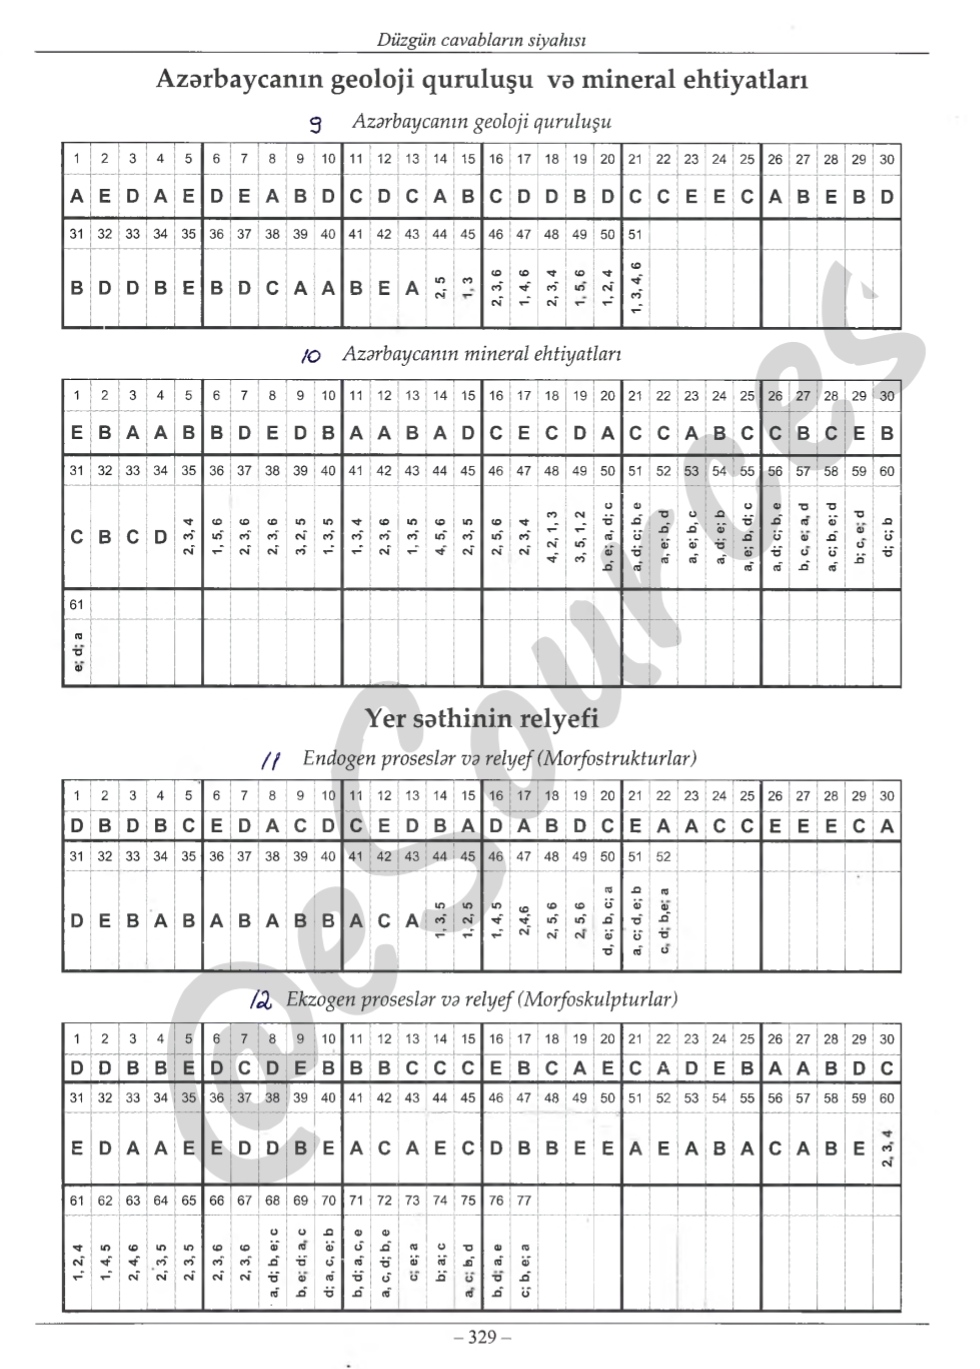 Düzgün cavabların siyahısı
Azərbaycanın geoloji quruluşu və mineral ehtiyatları
9 Azərbaycanın geoloji quruluşu
1 2 3 4 5 6 7 8 9 10 11 12 13 14 15 16 17 18 19 20 21 22 23 24 25 26 27 28 29 30
A E D A E D E A B D C D C A B C D D B D C C E E C A B E B D
31 32 33 34 35 36 37 38 39 40 41 42 43 44 45 46 47 48 49 50 51
B D D B E B D C A A B E A 2, 5 1, 3 2, 3, 6 1, 4, 6 2, 3, 4 1, 5, 6 1, 2, 4 1, 3, 4, 6
10 Azərbaycanın mineral ehtiyatları
1 2 3 4 5 6 7 8 9 10 11 12 13 14 15 16 17 18 19 20 21 22 23 24 25 26 27 28 29 30
E B A A B B D E D B A A B A D C E C D A C C A B C C B C E B
31 32 33 34 35 36 37 38 39 40 41 42 43 44 45 46 47 48 49 50 51 52 53 54 55 56 57 58 59 60
C B C D 2, 3, 4 1, 5, 6 2, 3, 6 2, 3, 6 3, 2, 5 1, 3, 5 1, 3, 4 2, 3, 6 1, 3, 5 4, 5, 6 2, 3, 5 2, 5, 6 2, 3, 4 4, 2, 1, 3 3, 5, 1, 2 b, e; a, d; c a, d; c; b, e a, e; b, d a, e; b, c a, d; e; b a, e; b, d; c a, d; c; b, e b, c, e; a, d a, c; b, e; d b; c, e; d d; c; b
61
e; d; a
Yer səthinin relyefi
11 Endogen proseslər və relyef (Morfostrukturlar)
1 2 3 4 5 6 7 8 9 10 11 12 13 14 15 16 17 18 19 20 21 22 23 24 25 26 27 28 29 30
D B D B C E D A C D C E D B A D A B D C E A A C C E E E C A
31 32 33 34 35 36 37 38 39 40 41 42 43 44 45 46 47 48 49 50 51 52
D E B A B A B A B B A C A 1, 3, 5 1, 2, 5 1, 4, 5 2,4,6 2, 5, 6 2, 5, 6 d, e; b, c; a a, c; d, e; b c, d; b,e; a
12 Ekzogen proseslər və relyef (Morfoskulpturlar)
1 2 3 4 5 6 7 8 9 10 11 12 13 14 15 16 17 18 19 20 21 22 23 24 25 26 27 28 29 30
D D B B E D C D E B B B C C C E B C A E C A D E B A A B D C
31 32 33 34 35 36 37 38 39 40 41 42 43 44 45 46 47 48 49 50 51 52 53 54 55 56 57 58 59 60
E D A A E E D D B E A C A E C D B B E E A E A B A C A B E 2, 3, 4
61 62 63 64 65 66 67 68 69 70 71 72 73 74 75 76 77
1, 2, 4 1, 4, 5 2, 4, 6 2, 3, 5 2, 3, 5 2, 3, 6 2, 3, 6 a, d; b, e; c b, e; d; a, c d; a, c, e; b b, d; a, c, e a, c, d; b, e c; e; a b; a; c a, c; b, d b, d; a, e c; b, e; a
– 329 –
@eSources